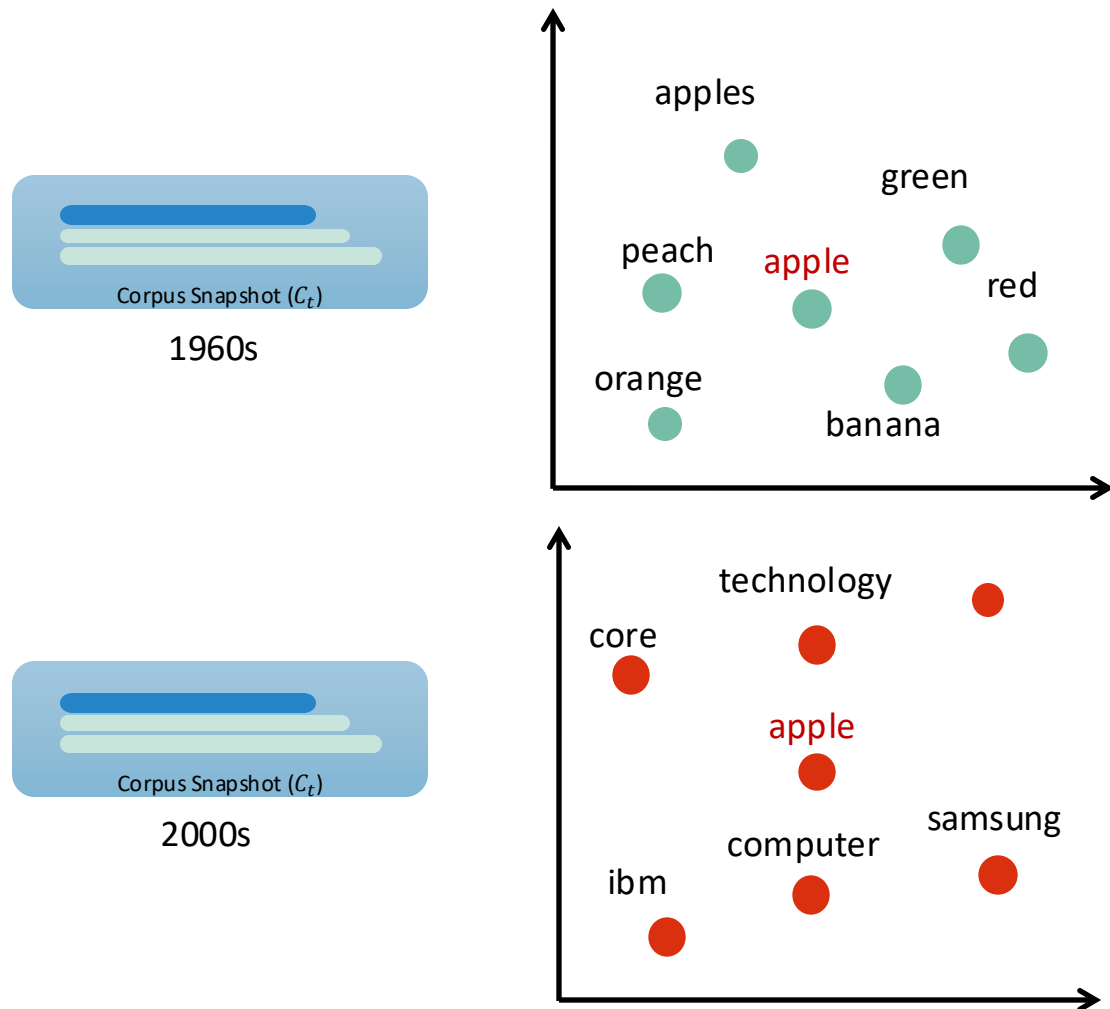 apples
green
peach
apple
red
Corpus Snapshot (C_t)
1960s
orange
banana
technology
core
apple
Corpus Snapshot (C_t)
2000s
samsung
computer
ibm